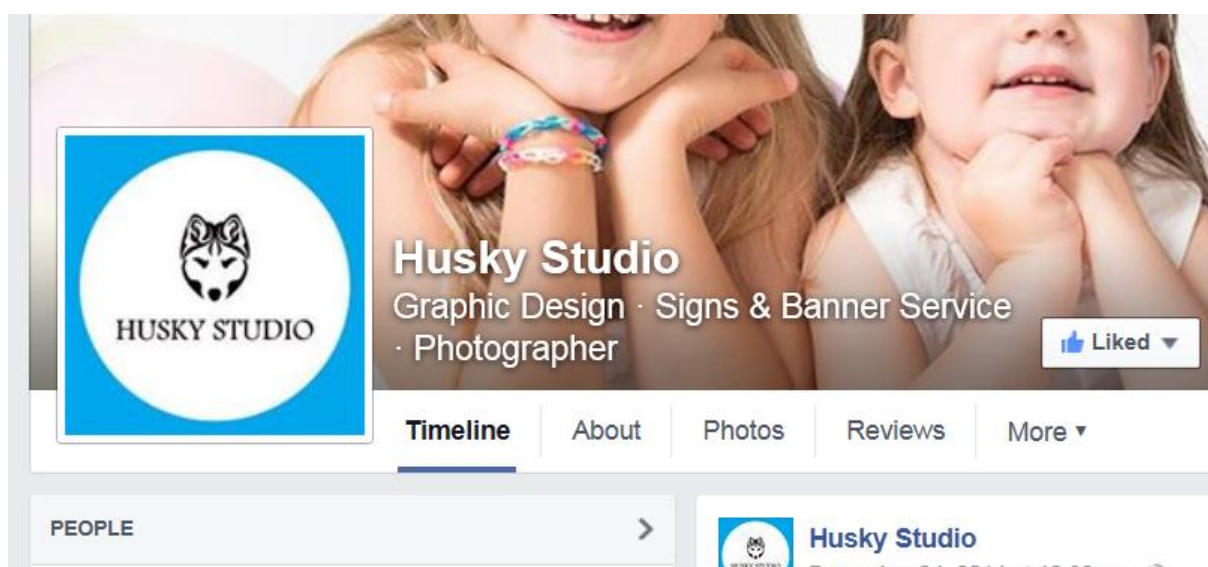 HUSKY STUDIO
Husky Studio
Graphic Design · Signs & Banner Service
· Photographer
Liked
Timeline
About
Photos
Reviews
More
PEOPLE
Husky Studio